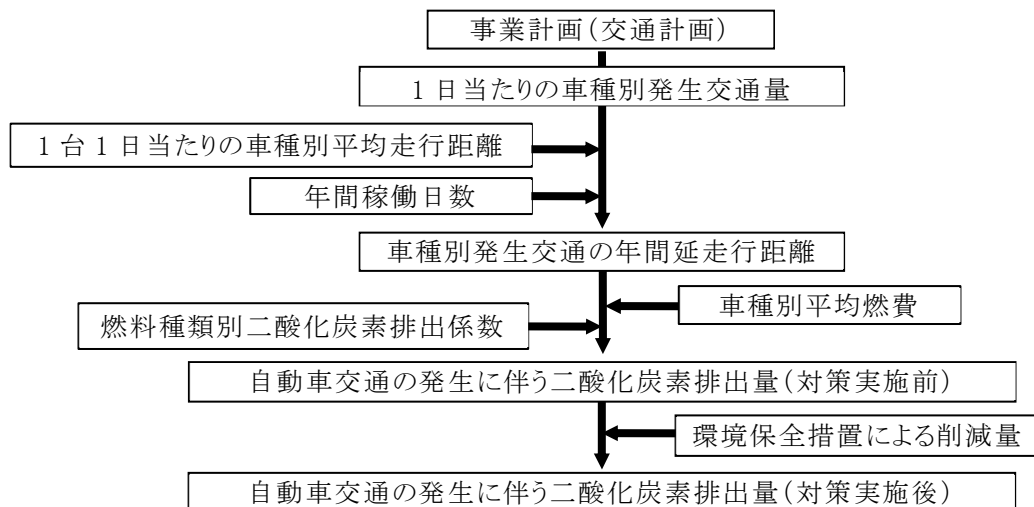 事業計画(交通計画)
1日当たりの車種別発生交通量
1台1日当たりの車種別平均走行距離
年間稼働日数
車種別発生交通の年間延走行距離
車種別平均燃費
燃料種類別二酸化炭素排出係数
自動車交通の発生に伴う二酸化炭素排出量(対策実施前)
環境保全措置による削減量
自動車交通の発生に伴う二酸化炭素排出量(対策実施後)